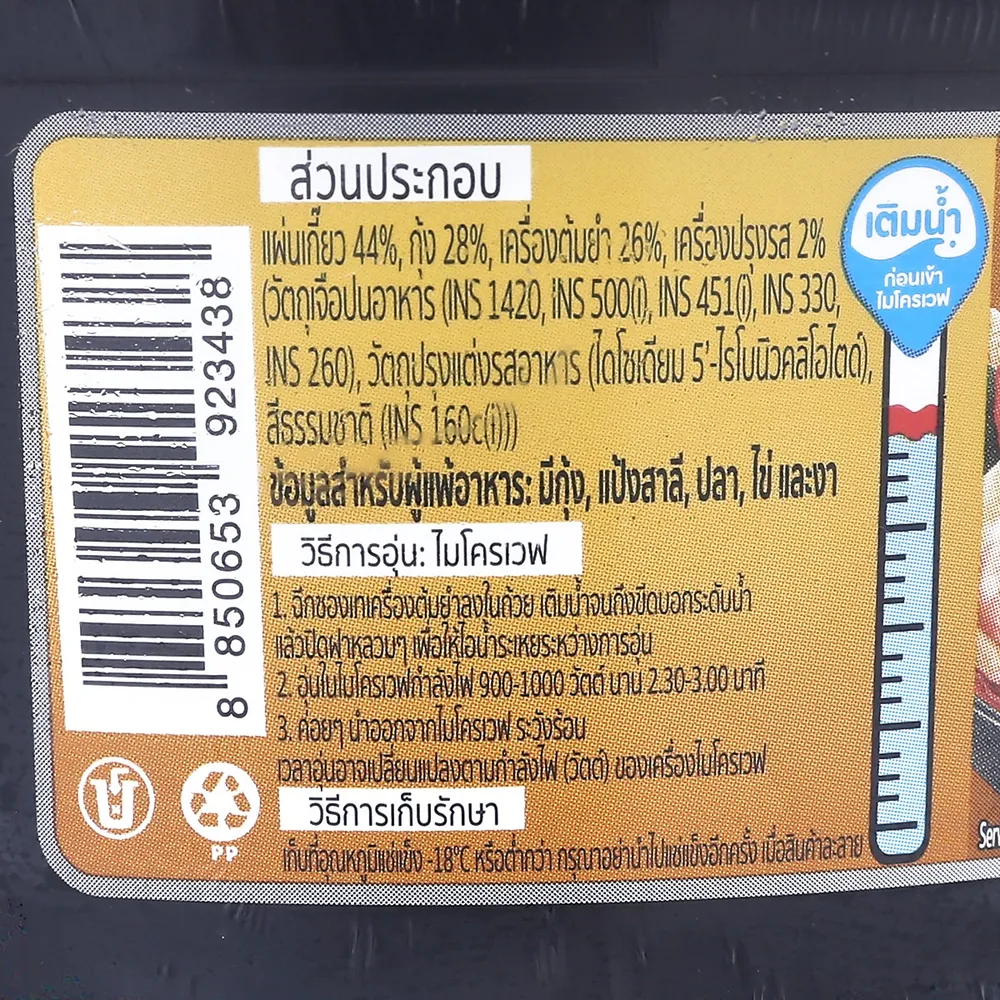 ส่วนประกอบ
แผ่นเกี๊ยว 44%, กุ้ง 28%, เครื่องต้มยำ 26%, เครื่องปรุงรส 2%
(วัตถุเจือปนอาหาร (INS 1420, INS 500(i), INS 451(i), INS 330,
INS 260), วัตถุปรุงแต่งรสอาหาร (ไดโซเดียม 5'-ไรโบนิวคลีโอไตด์),
สีธรรมชาติ (INS 160c(i)))
ข้อมูลสำหรับผู้แพ้อาหาร: มีกุ้ง, แป้งสาลี, ปลา, ไข่ และงา
วิธีการอุ่น: ไมโครเวฟ
1. ฉีกซองเทเครื่องต้มยำลงในถ้วย เติมน้ำจนถึงขีดบอกระดับน้ำ
แล้วปิดฝาหลวมๆ เพื่อให้ไอน้ำระเหยระหว่างการอุ่น
2. อุ่นในไมโครเวฟกำลังไฟ 900-1000 วัตต์ นาน 2.30-3.00 นาที
3. ค่อยๆ นำออกจากไมโครเวฟ ระวังร้อน
เวลาอุ่นอาจเปลี่ยนแปลงตามกำลังไฟ (วัตต์) ของเครื่องไมโครเวฟ
วิธีการเก็บรักษา
เก็บที่อุณหภูมิแช่แข็ง -18°C หรือต่ำกว่า กรุณาอย่านำไปแช่แข็งอีกครั้ง เมื่อสินค้าละลาย
8 850653 923438
PP
เติมน้ำ
ก่อนเข้า
ไมโครเวฟ